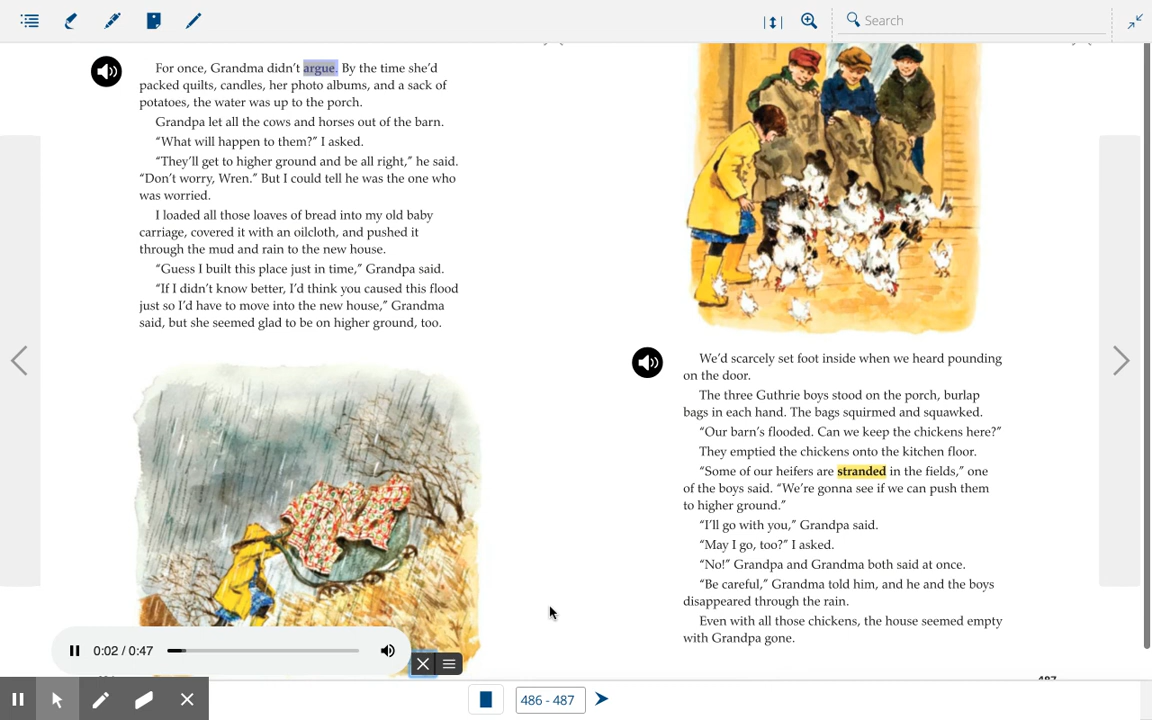 Search
For once, Grandma didn’t argue. By the time she’d
packed quilts, candles, her photo albums, and a sack of
potatoes, the water was up to the porch.
Grandpa let all the cows and horses out of the barn.
“What will happen to them?” I asked.
“They’ll get to higher ground and be all right,” he said.
“Don’t worry, Wren.” But I could tell he was the one who
was worried.
I loaded all those loaves of bread into my old baby
carriage, covered it with an oilcloth, and pushed it
through the mud and rain to the new house.
“Guess I built this place just in time,” Grandpa said.
“If I didn’t know better, I’d think you caused this flood
just so I’d have to move into the new house,” Grandma
said, but she seemed glad to be on higher ground, too.
We’d scarcely set foot inside when we heard pounding
on the door.
The three Guthrie boys stood on the porch, burlap
bags in each hand. The bags squirmed and squawked.
“Our barn’s flooded. Can we keep the chickens here?”
They emptied the chickens onto the kitchen floor.
“Some of our heifers are stranded in the fields,” one
of the boys said. “We’re gonna see if we can push them
to higher ground.”
“I’ll go with you,” Grandpa said.
“May I go, too?” I asked.
“No!” Grandpa and Grandma both said at once.
“Be careful,” Grandma told him, and he and the boys
disappeared through the rain.
Even with all those chickens, the house seemed empty
with Grandpa gone.
0:02 / 0:47
487
486 - 487